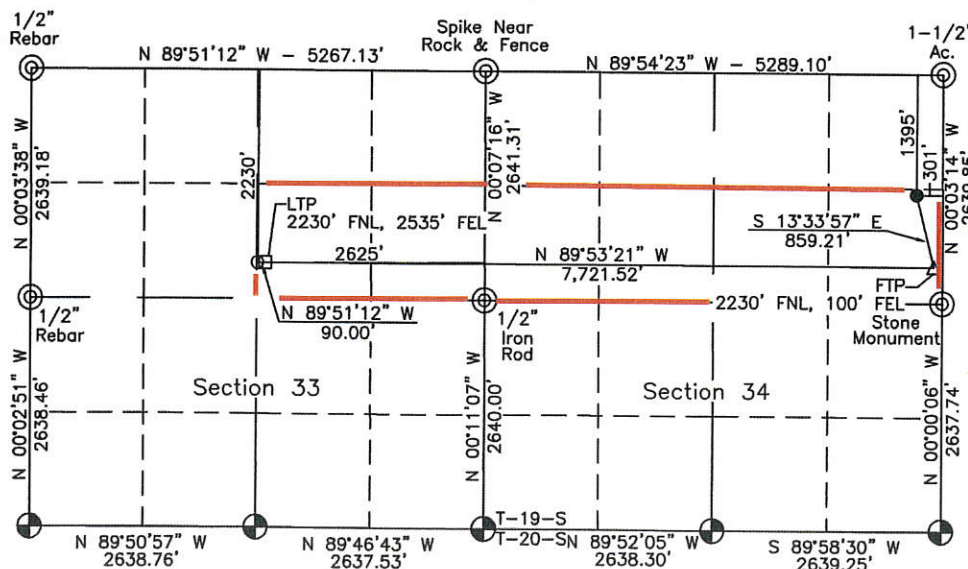 1/2"
Rebar
Spike Near
Rock & Fence
1-1/2"
Ac.
N 89°51'12" W - 5267.13'
N 89°54'23" W - 5289.10'
N 00°03'38" W
2639.18'
2230'
N 00°07'16" W
2641.31'
1395'
301'
N 00°03'14" W
LTP
2230' FNL, 2535' FEL
S 13°33'57" E
859.21'
2625'
N 89°53'21" W
7,721.52'
FTP
2230' FNL, 100' FEL
N 89°51'12" W
90.00'
1/2"
Rebar
1/2"
Iron
Rod
Stone
Monument
Section 33
Section 34
N 00°02'51" W
2638.46'
N 00°11'07" W
2640.00'
N 00°00'06" W
2637.74'
T-19-S
T-20-S
N 89°50'57" W
2638.76'
N 89°46'43" W
2637.53'
N 89°52'05" W
2638.30'
S 89°58'30" W
2639.25'